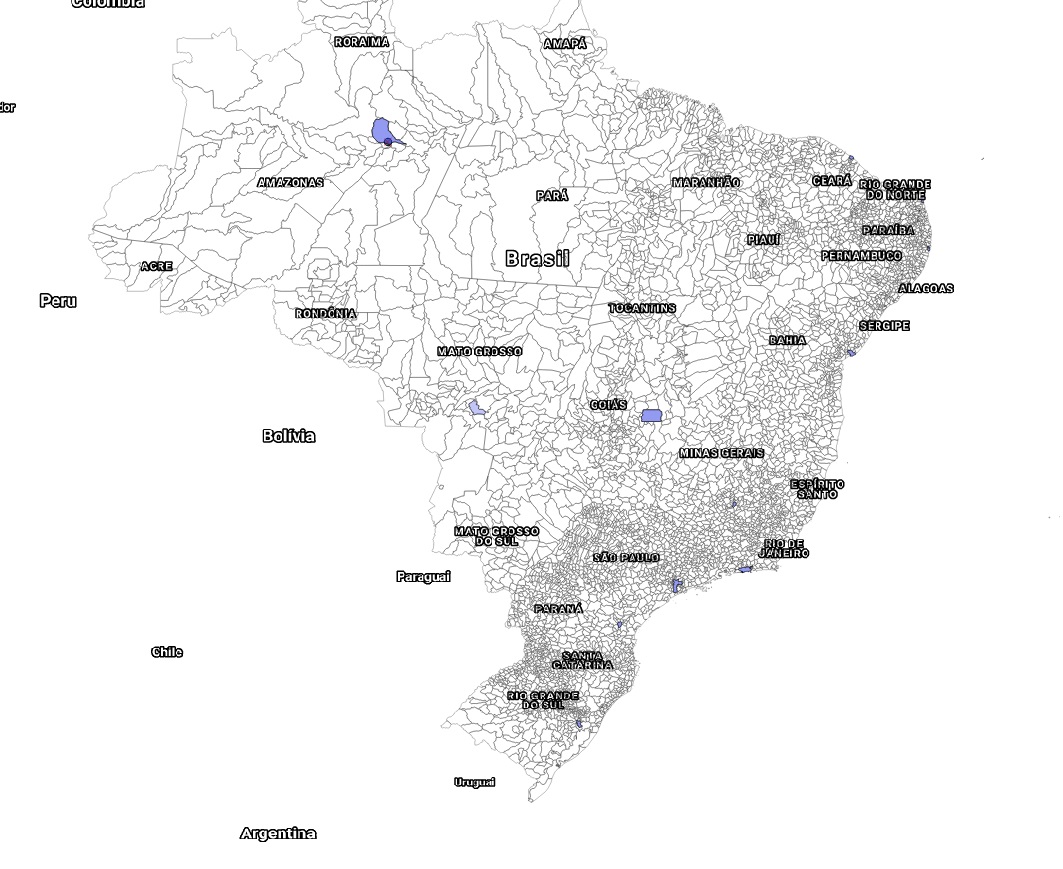 Colombia
RORAIMA
AMAPÁ
dor
AMAZONAS
PARÁ
MARANHÃO
CEARÁ
RIO GRANDE
DO NORTE
PARAÍBA
PIAUÍ
PERNAMBUCO
Brasil
ACRE
ALAGOAS
Peru
RONDÔNIA
TOCANTINS
SERGIPE
BAHIA
MATO GROSSO
GOIÁS
Bolívia
MINAS GERAIS
ESPÍRITO
SANTO
MATO GROSSO
DO SUL
RIO DE
JANEIRO
SÃO PAULO
Paraguai
PARANÁ
Chile
SANTA
CATARINA
RIO GRANDE
DO SUL
Uruguai
Argentina